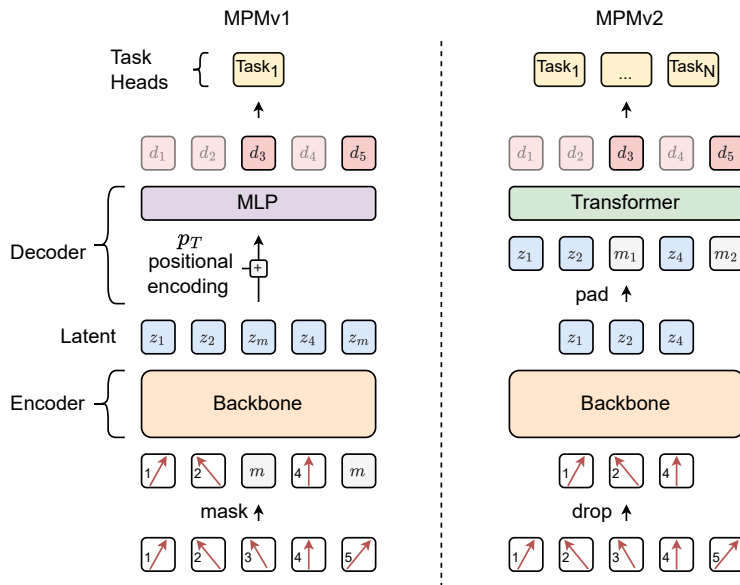 MPMv1
MPMv2
Task
Heads
Task1
Task1
...
TaskN
d1 d2 d3 d4 d5
d1 d2 d3 d4 d5
Decoder
MLP
Transformer
pT
positional
encoding
+
z1 z2 m1 z4 m2
pad
Latent
z1 z2 zm z4 zm
z1 z2 z4
Encoder
Backbone
Backbone
1 2 m 4 m
1 2 4
mask
drop
1 2 3 4 5
1 2 3 4 5